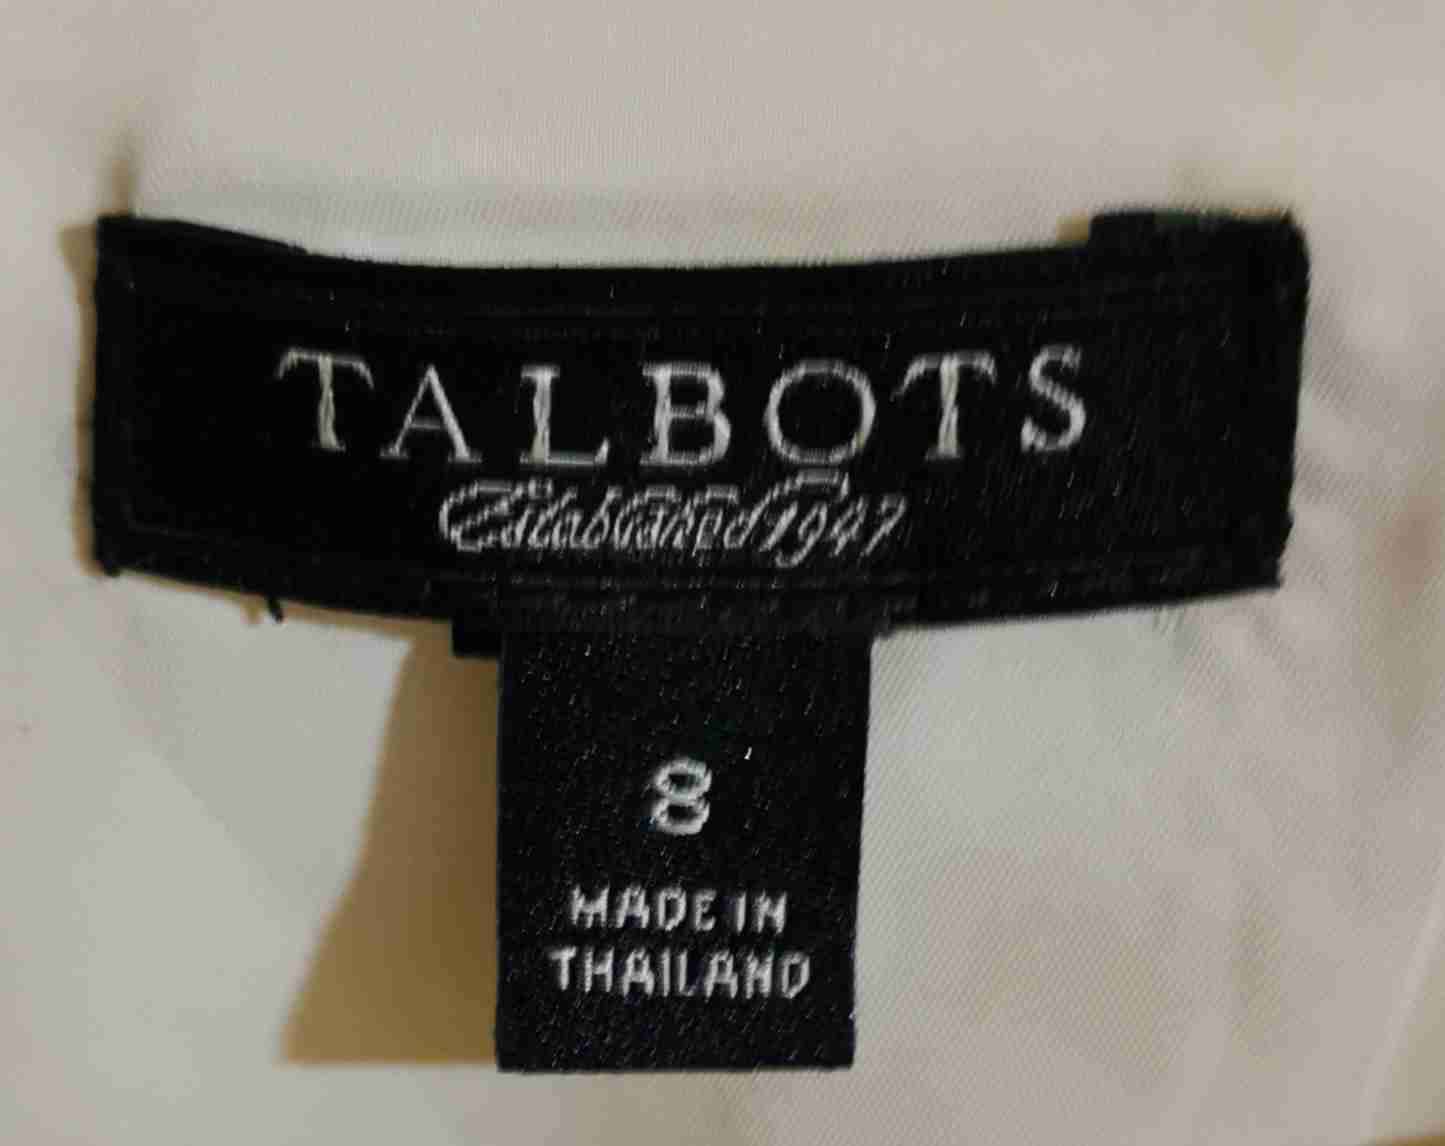 TALBOTS
Established 1947
8
MADE IN
THAILAND